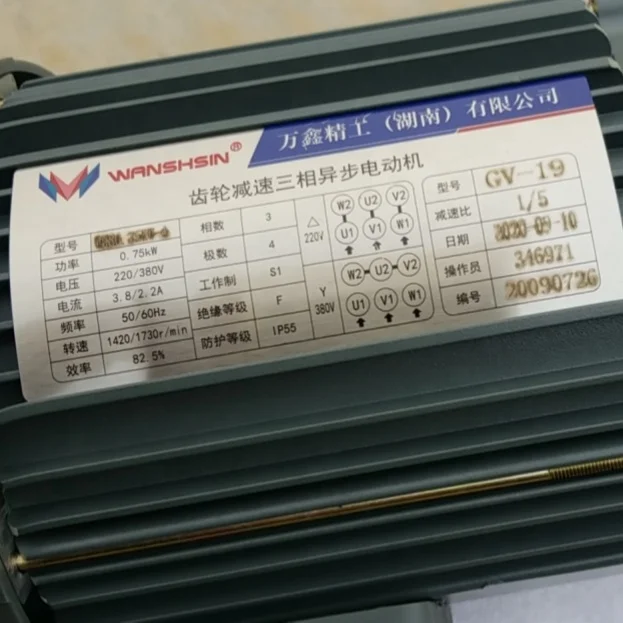 WANSHSIN®
万鑫精工（湖南）有限公司
齿轮减速三相异步电动机
型号
功率 0.75kW
电压 220/380V
电流 3.8/2.2A
频率 50/60Hz
转速 1420/1730r/min
效率 82.5%
相数 3
极数 4
工作制 S1
绝缘等级 F
防护等级 IP55
△ 220V
W2 U2 V2
U1 V1 W1
Y 380V
W2 U2 V2
U1 V1 W1
型号 GV-19
减速比 1/5
日期 2020-09-10
操作员 346971
编号 20090726